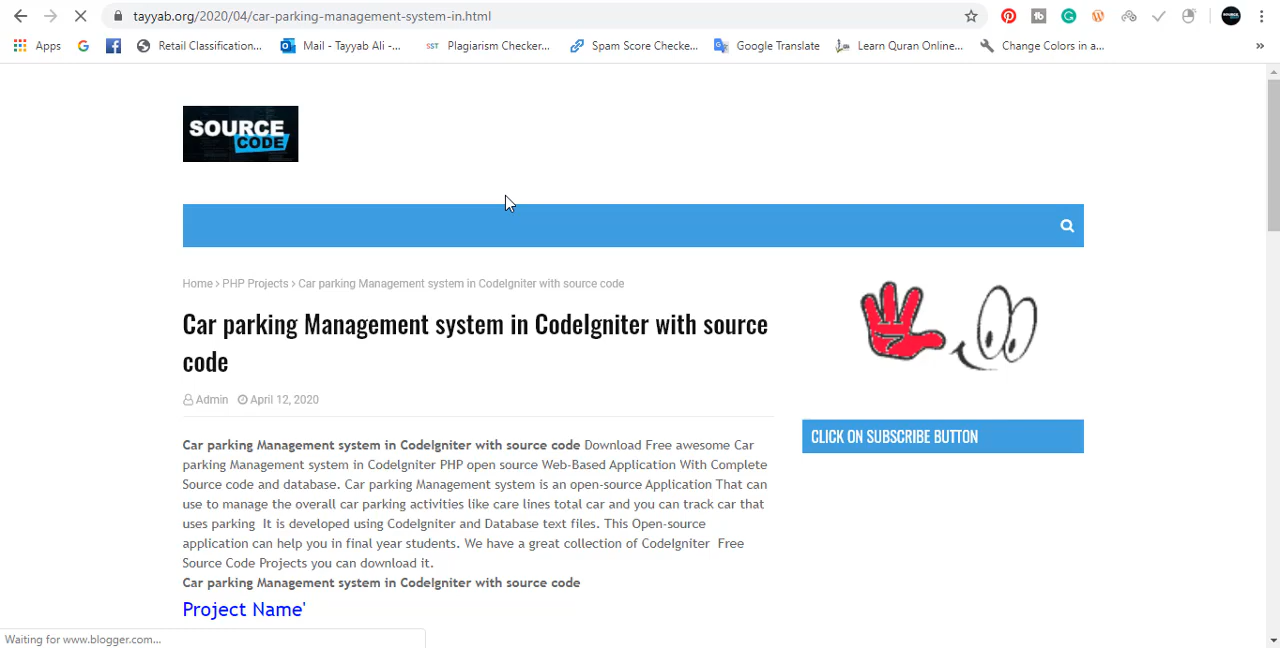 tayyab.org/2020/04/car-parking-management-system-in.html
Apps
Retail Classification...
Mail - Tayyab Ali -...
SST Plagiarism Checker...
Spam Score Checke...
Google Translate
Learn Quran Online...
Change Colors in a...
»
SOURCE
CODE
Home > PHP Projects > Car parking Management system in CodeIgniter with source code
Car parking Management system in CodeIgniter with source
code
Admin April 12, 2020
CLICK ON SUBSCRIBE BUTTON
Car parking Management system in CodeIgniter with source code Download Free awesome Car
parking Management system in CodeIgniter PHP open source Web-Based Application With Complete
Source code and database. Car parking Management system is an open-source Application That can
use to manage the overall car parking activities like care lines total car and you can track car that
uses parking  It is developed using CodeIgniter and Database text files. This Open-source
application can help you in final year students. We have a great collection of CodeIgniter  Free
Source Code Projects you can download it.
Car parking Management system in CodeIgniter with source code
Project Name'
Waiting for www.blogger.com...